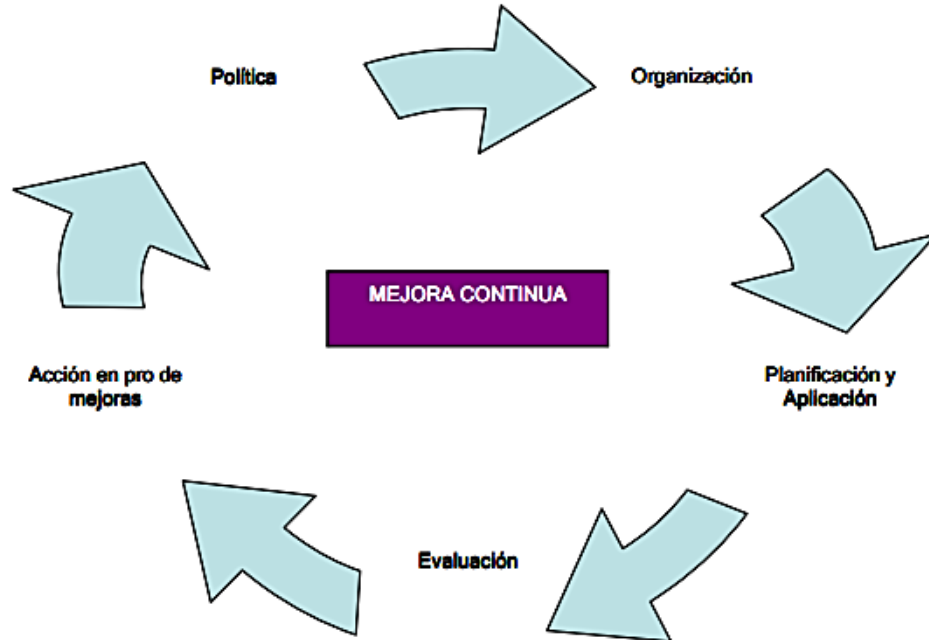 Política
Organización
MEJORA CONTINUA
Acción en pro de
mejoras
Planificación y
Aplicación
Evaluación